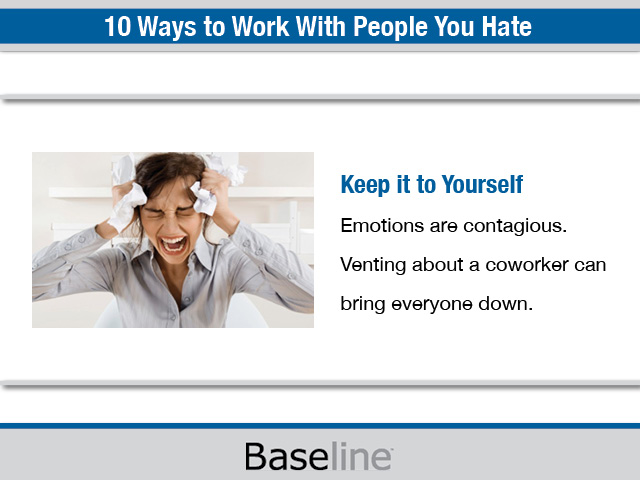 10 Ways to Work With People You Hate
Keep it to Yourself
Emotions are contagious.
Venting about a coworker can
bring everyone down.
Baseline